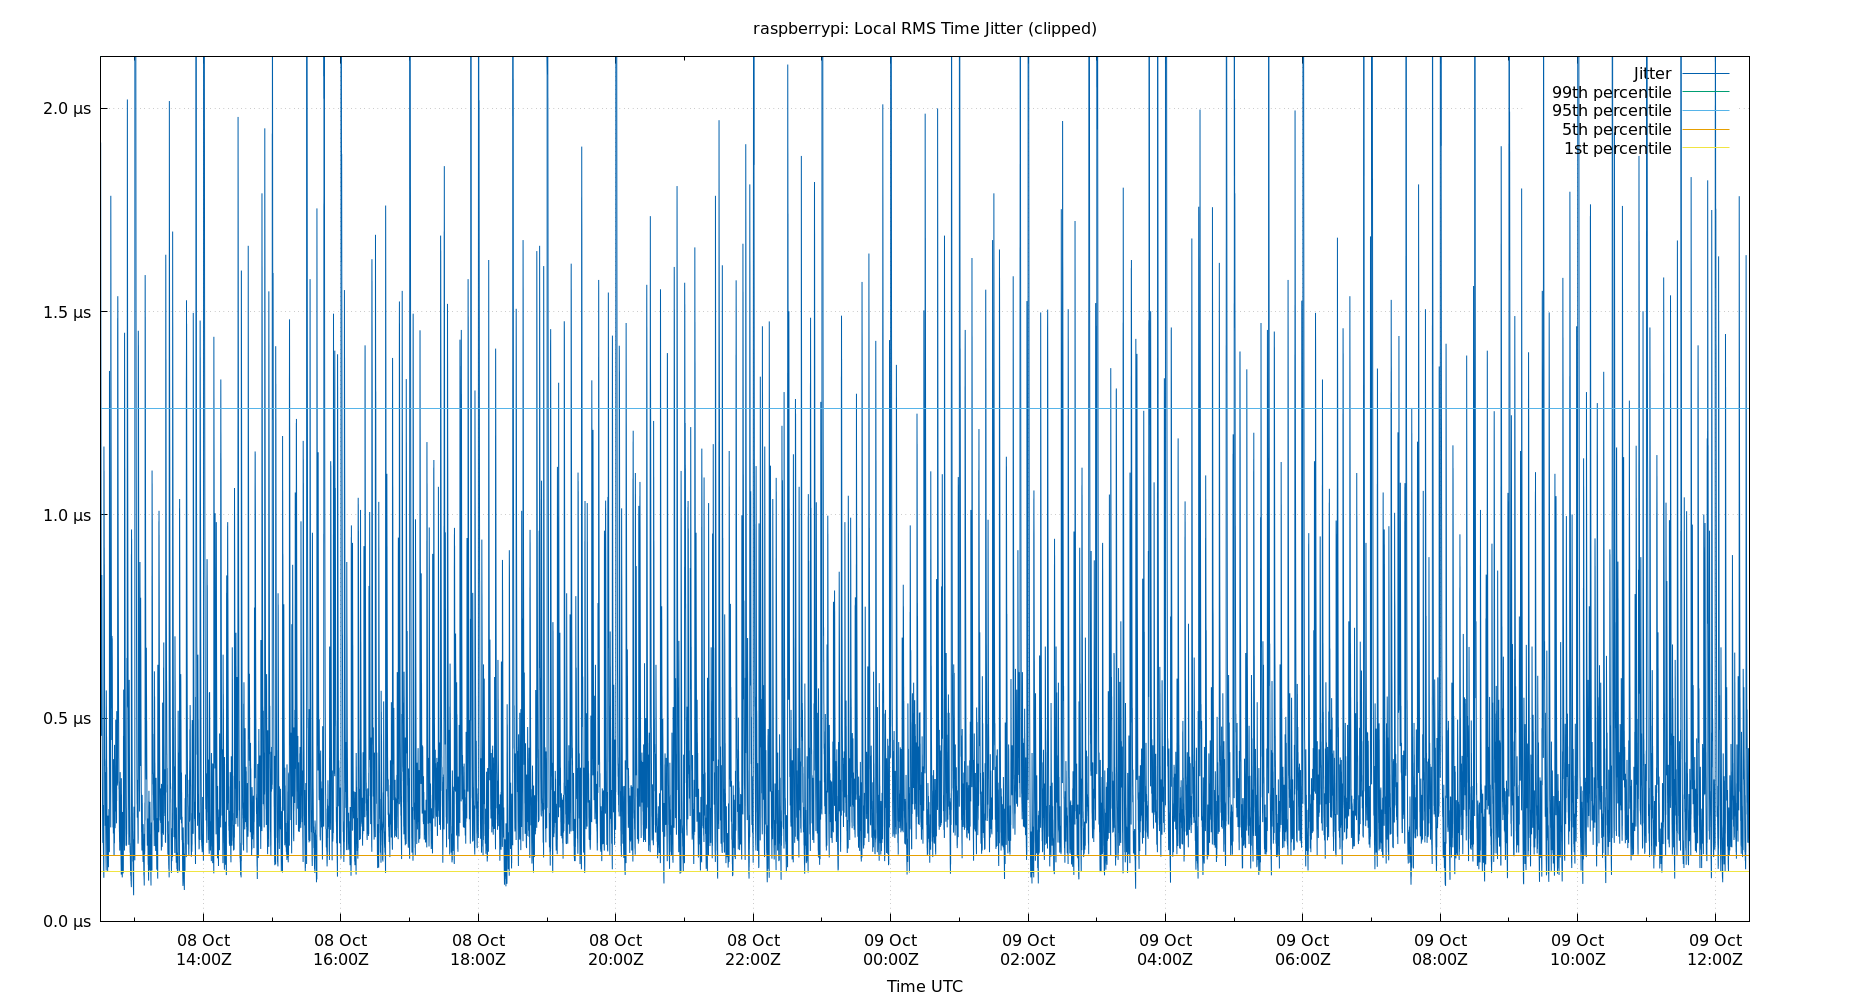 raspberrypi: Local RMS Time Jitter (clipped)
Jitter
99th percentile
95th percentile
5th percentile
1st percentile
2.0 µs
1.5 µs
1.0 µs
0.5 µs
0.0 µs
08 Oct 08 Oct 08 Oct 08 Oct 08 Oct 09 Oct 09 Oct 09 Oct 09 Oct 09 Oct 09 Oct 09 Oct
14:00Z 16:00Z 18:00Z 20:00Z 22:00Z 00:00Z 02:00Z 04:00Z 06:00Z 08:00Z 10:00Z 12:00Z
Time UTC